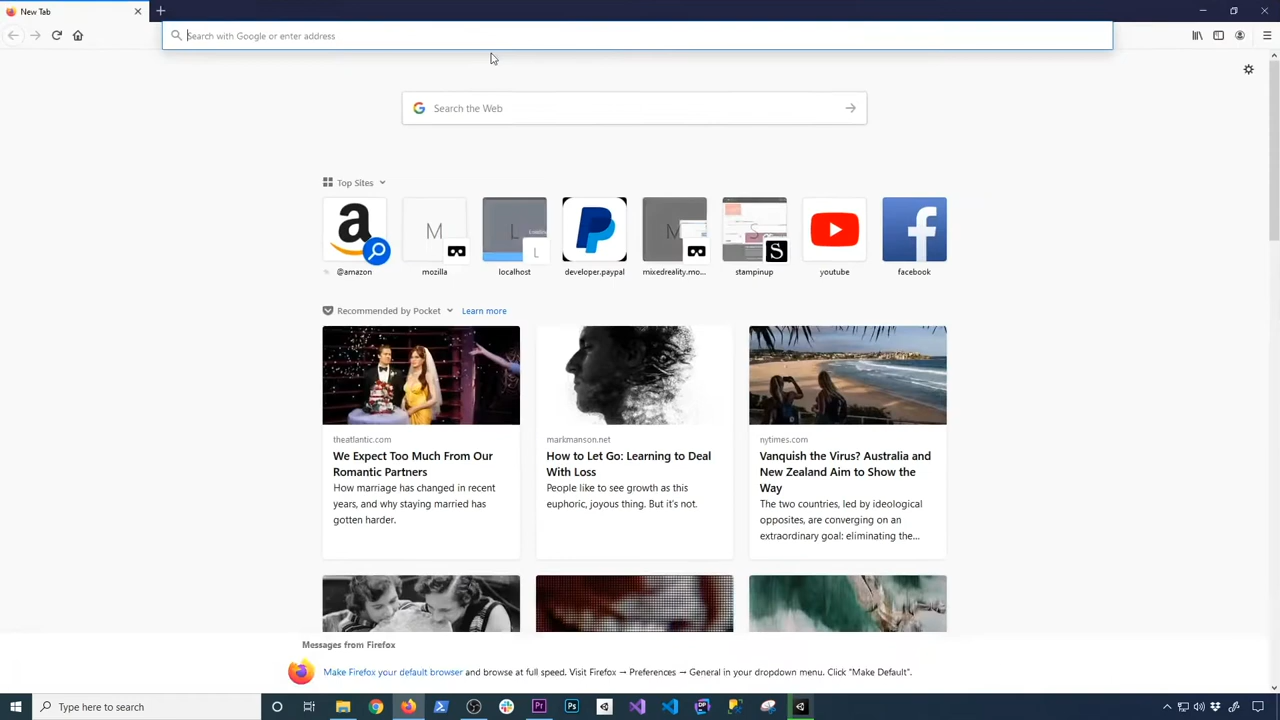 New Tab
Search with Google or enter address
Search the Web
Top Sites
a
M
L
L
P
M
S
S
f
@amazon
mozilla
localhost
developer.paypal
mixedreality.mo...
stampinup
youtube
facebook
Recommended by Pocket
Learn more
theatlantic.com
We Expect Too Much From Our
Romantic Partners
How marriage has changed in recent
years, and why staying married has
gotten harder.
markmanson.net
How to Let Go: Learning to Deal
With Loss
People like to see growth as this
euphoric, joyous thing. But it's not.
nytimes.com
Vanquish the Virus? Australia and
New Zealand Aim to Show the
Way
The two countries, led by ideological
opposites, are converging on an
extraordinary goal: eliminating the...
Messages from Firefox
Make Firefox your default browser and browse at full speed. Visit Firefox → Preferences → General in your dropdown menu. Click "Make Default".
Type here to search
Pr
Ps